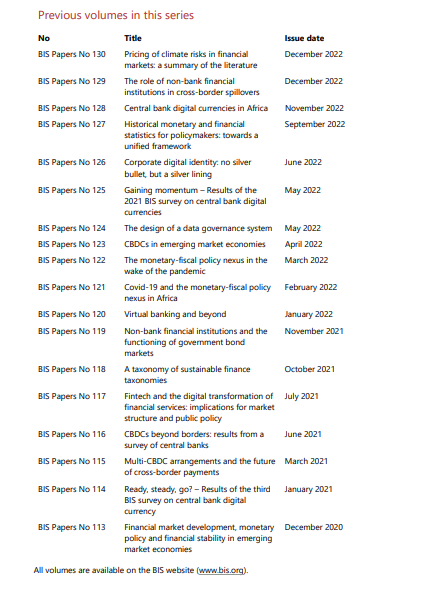 Previous volumes in this series
No Title Issue date
BIS Papers No 130 Pricing of climate risks in financial December 2022
markets: a summary of the literature
BIS Papers No 129 The role of non-bank financial December 2022
institutions in cross-border spillovers
BIS Papers No 128 Central bank digital currencies in Africa November 2022
BIS Papers No 127 Historical monetary and financial September 2022
statistics for policymakers: towards a
unified framework
BIS Papers No 126 Corporate digital identity: no silver June 2022
bullet, but a silver lining
BIS Papers No 125 Gaining momentum – Results of the May 2022
2021 BIS survey on central bank digital
currencies
BIS Papers No 124 The design of a data governance system May 2022
BIS Papers No 123 CBDCs in emerging market economies April 2022
BIS Papers No 122 The monetary-fiscal policy nexus in the March 2022
wake of the pandemic
BIS Papers No 121 Covid-19 and the monetary-fiscal policy February 2022
nexus in Africa
BIS Papers No 120 Virtual banking and beyond January 2022
BIS Papers No 119 Non-bank financial institutions and the November 2021
functioning of government bond
markets
BIS Papers No 118 A taxonomy of sustainable finance October 2021
taxonomies
BIS Papers No 117 Fintech and the digital transformation of July 2021
financial services: implications for market
structure and public policy
BIS Papers No 116 CBDCs beyond borders: results from a June 2021
survey of central banks
BIS Papers No 115 Multi-CBDC arrangements and the future March 2021
of cross-border payments
BIS Papers No 114 Ready, steady, go? – Results of the third January 2021
BIS survey on central bank digital
currency
BIS Papers No 113 Financial market development, monetary December 2020
policy and financial stability in emerging
market economies
All volumes are available on the BIS website (www.bis.org).